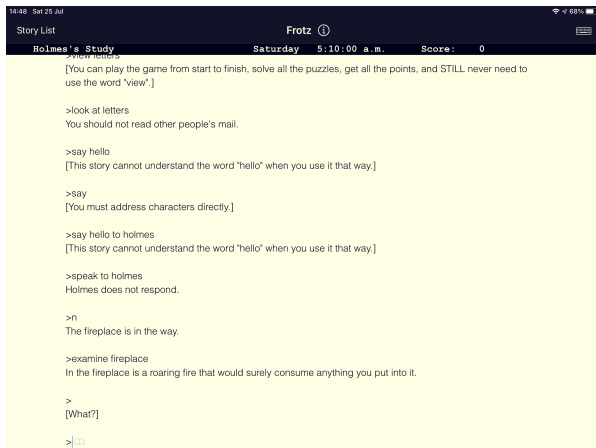 14:48 Sat 25 Jul
68%
Story List
Frotz
Holmes's Study Saturday 5:10:00 a.m. Score: 0
>view letters
[You can play the game from start to finish, solve all the puzzles, get all the points, and STILL never need to
use the word "view".]
>look at letters
You should not read other people's mail.
>say hello
[This story cannot understand the word "hello" when you use it that way.]
>say
[You must address characters directly.]
>say hello to holmes
[This story cannot understand the word "hello" when you use it that way.]
>speak to holmes
Holmes does not respond.
>n
The fireplace is in the way.
>examine fireplace
In the fireplace is a roaring fire that would surely consume anything you put into it.
>
[What?]
>